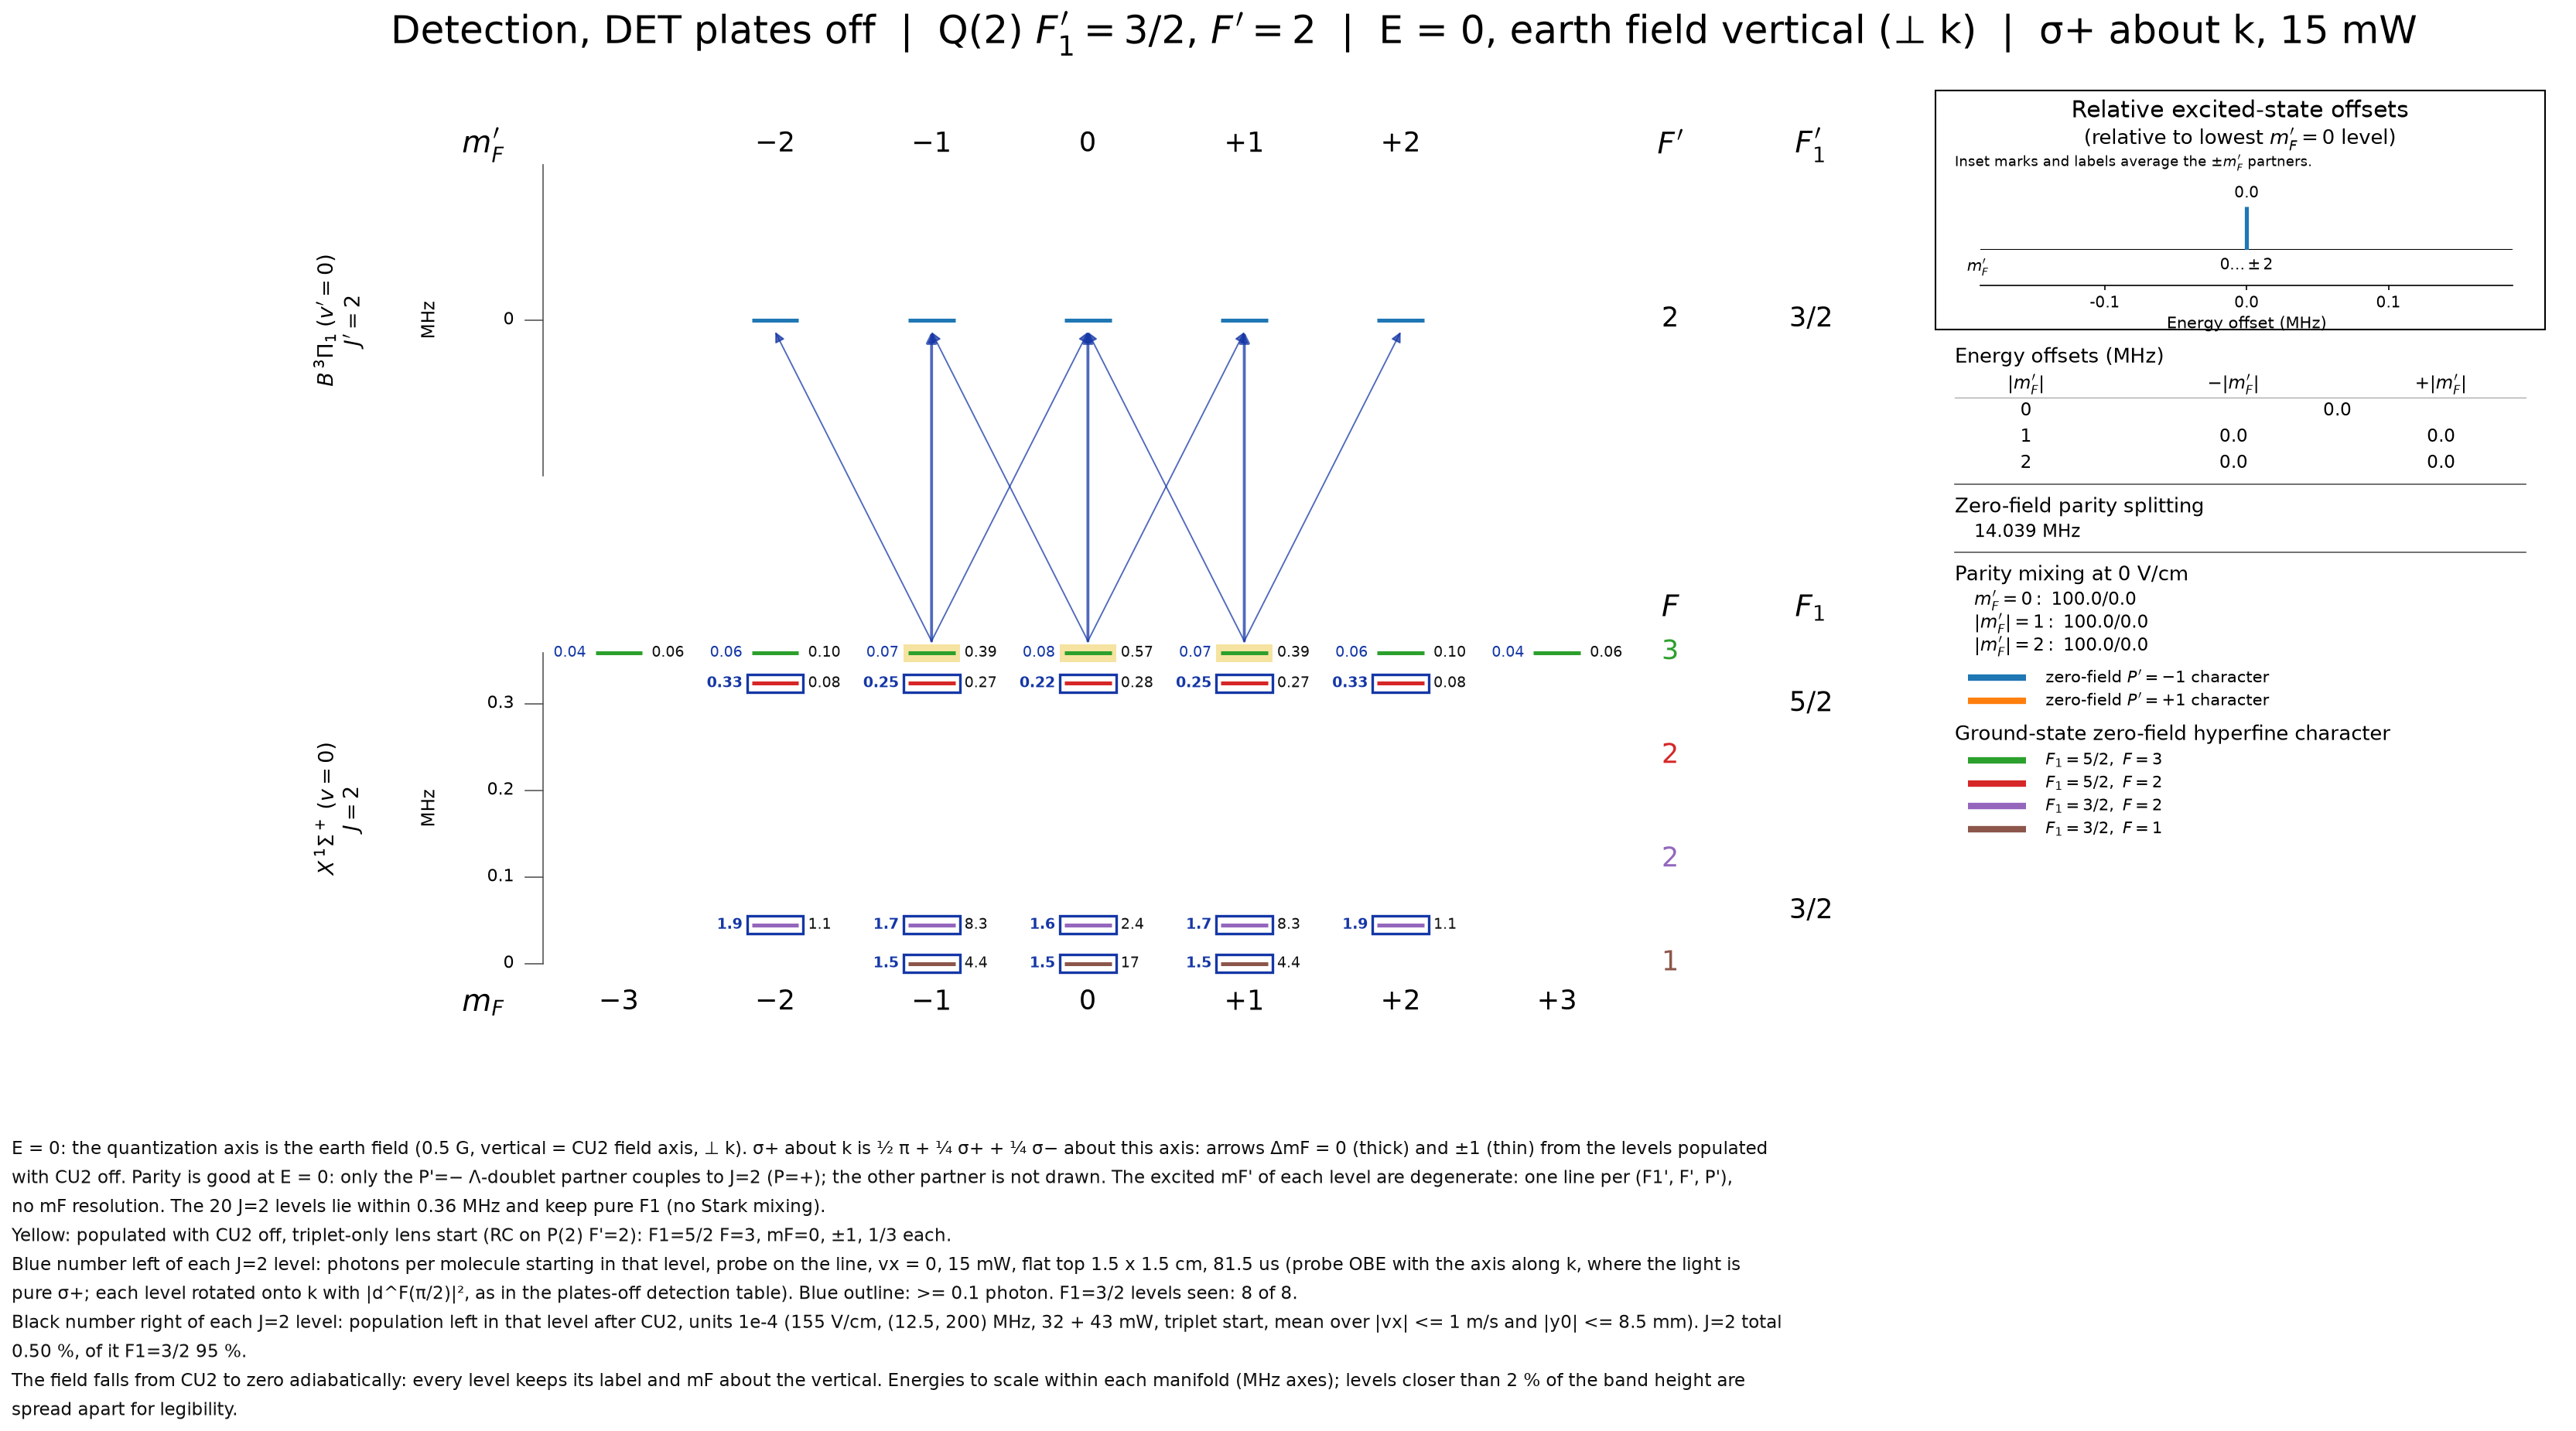 Detection, DET plates off | Q(2) F₁′ = 3/2, F′ = 2 | E = 0, earth field vertical (⊥ k) | σ+ about k, 15 mW
m′F −2 −1 0 +1 +2 F′ F′₁
B ³Π₁ (v′ = 0)
J′ = 2
MHz
0
2 3/2
F F₁
0.04 0.06 0.06 0.10 0.07 0.39 0.08 0.57 0.07 0.39 0.06 0.10 0.04 0.06 3
0.33 0.08 0.25 0.27 0.22 0.28 0.25 0.27 0.33 0.08
0.3
5/2
2
0.2
2
0.1
3/2
1.9 1.1 1.7 8.3 1.6 2.4 1.7 8.3 1.9 1.1
0
1.5 4.4 1.5 17 1.5 4.4 1
X ¹Σ⁺ (v = 0)
J = 2
MHz
mF −3 −2 −1 0 +1 +2 +3
Relative excited-state offsets
(relative to lowest m′F = 0 level)
Inset marks and labels average the ±m′F partners.
0.0
m′F 0…±2
-0.1 0.0 0.1
Energy offset (MHz)
Energy offsets (MHz)
|m′F| −|m′F| +|m′F|
0 0.0
1 0.0 0.0
2 0.0 0.0
Zero-field parity splitting
14.039 MHz
Parity mixing at 0 V/cm
m′F = 0 : 100.0/0.0
|m′F| = 1 : 100.0/0.0
|m′F| = 2 : 100.0/0.0
zero-field P′ = −1 character
zero-field P′ = +1 character
Ground-state zero-field hyperfine character
F₁ = 5/2, F = 3
F₁ = 5/2, F = 2
F₁ = 3/2, F = 2
F₁ = 3/2, F = 1
E = 0: the quantization axis is the earth field (0.5 G, vertical = CU2 field axis, ⊥ k). σ+ about k is ½ π + ¼ σ+ + ¼ σ− about this axis: arrows ΔmF = 0 (thick) and ±1 (thin) from the levels populated
with CU2 off. Parity is good at E = 0: only the P'=− Λ-doublet partner couples to J=2 (P=+); the other partner is not drawn. The excited mF' of each level are degenerate: one line per (F1', F', P'),
no mF resolution. The 20 J=2 levels lie within 0.36 MHz and keep pure F1 (no Stark mixing).
Yellow: populated with CU2 off, triplet-only lens start (RC on P(2) F'=2): F1=5/2 F=3, mF=0, ±1, 1/3 each.
Blue number left of each J=2 level: photons per molecule starting in that level, probe on the line, vx = 0, 15 mW, flat top 1.5 x 1.5 cm, 81.5 us (probe OBE with the axis along k, where the light is
pure σ+; each level rotated onto k with |d^F(π/2)|², as in the plates-off detection table). Blue outline: >= 0.1 photon. F1=3/2 levels seen: 8 of 8.
Black number right of each J=2 level: population left in that level after CU2, units 1e-4 (155 V/cm, (12.5, 200) MHz, 32 + 43 mW, triplet start, mean over |vx| <= 1 m/s and |y0| <= 8.5 mm). J=2 total
0.50 %, of it F1=3/2 95 %.
The field falls from CU2 to zero adiabatically: every level keeps its label and mF about the vertical. Energies to scale within each manifold (MHz axes); levels closer than 2 % of the band height are
spread apart for legibility.